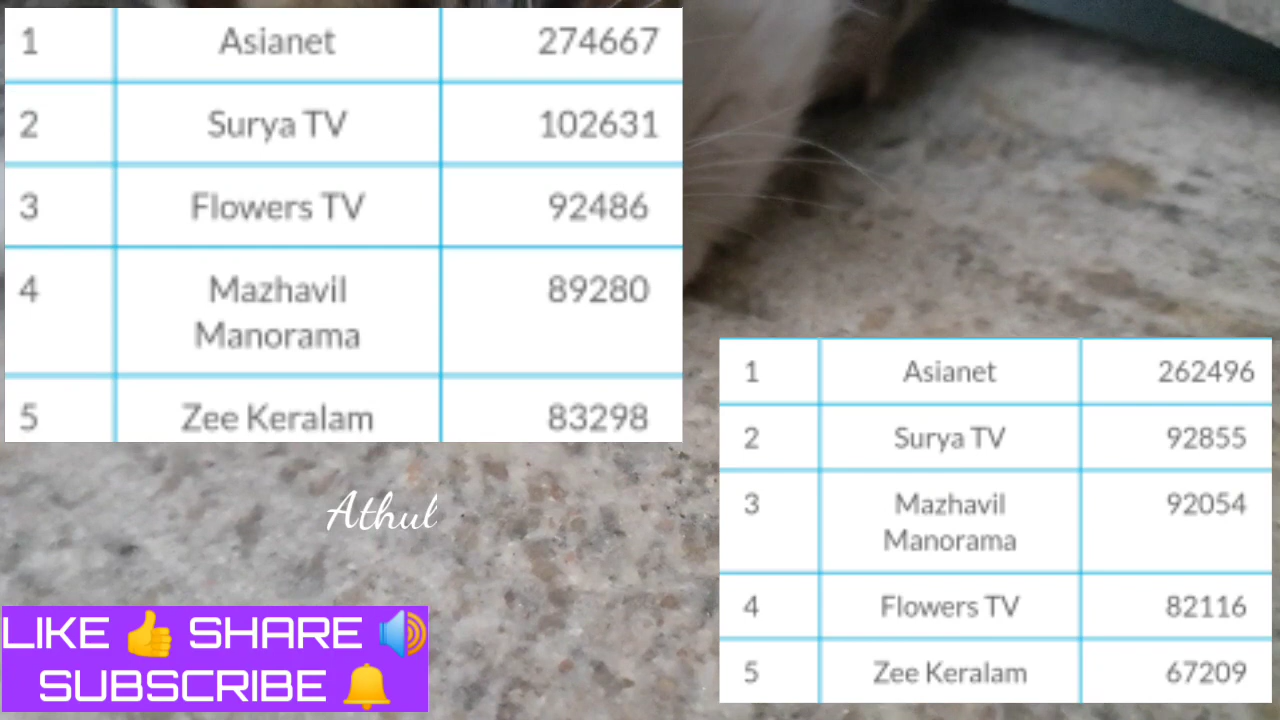 1 Asianet 274667
2 Surya TV 102631
3 Flowers TV 92486
4 Mazhavil 89280
Manorama
5 Zee Keralam 83298
1 Asianet 262496
2 Surya TV 92855
3 Mazhavil 92054
Manorama
4 Flowers TV 82116
5 Zee Keralam 67209
Athul
LIKE 👍 SHARE 🔊
SUBSCRIBE 🔔